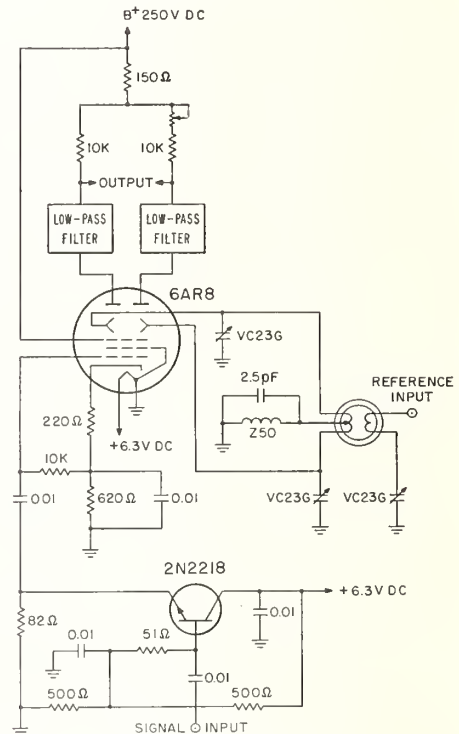 B+ 250V DC
150Ω
10K
10K
OUTPUT
LOW-PASS
FILTER
LOW-PASS
FILTER
6AR8
VC23G
2.5pF
REFERENCE
INPUT
Z50
220Ω
+6.3V DC
10K
0.01
620Ω
0.01
VC23G
VC23G
2N2218
+6.3V DC
82Ω
0.01
51Ω
0.01
0.01
500Ω
500Ω
SIGNAL INPUT